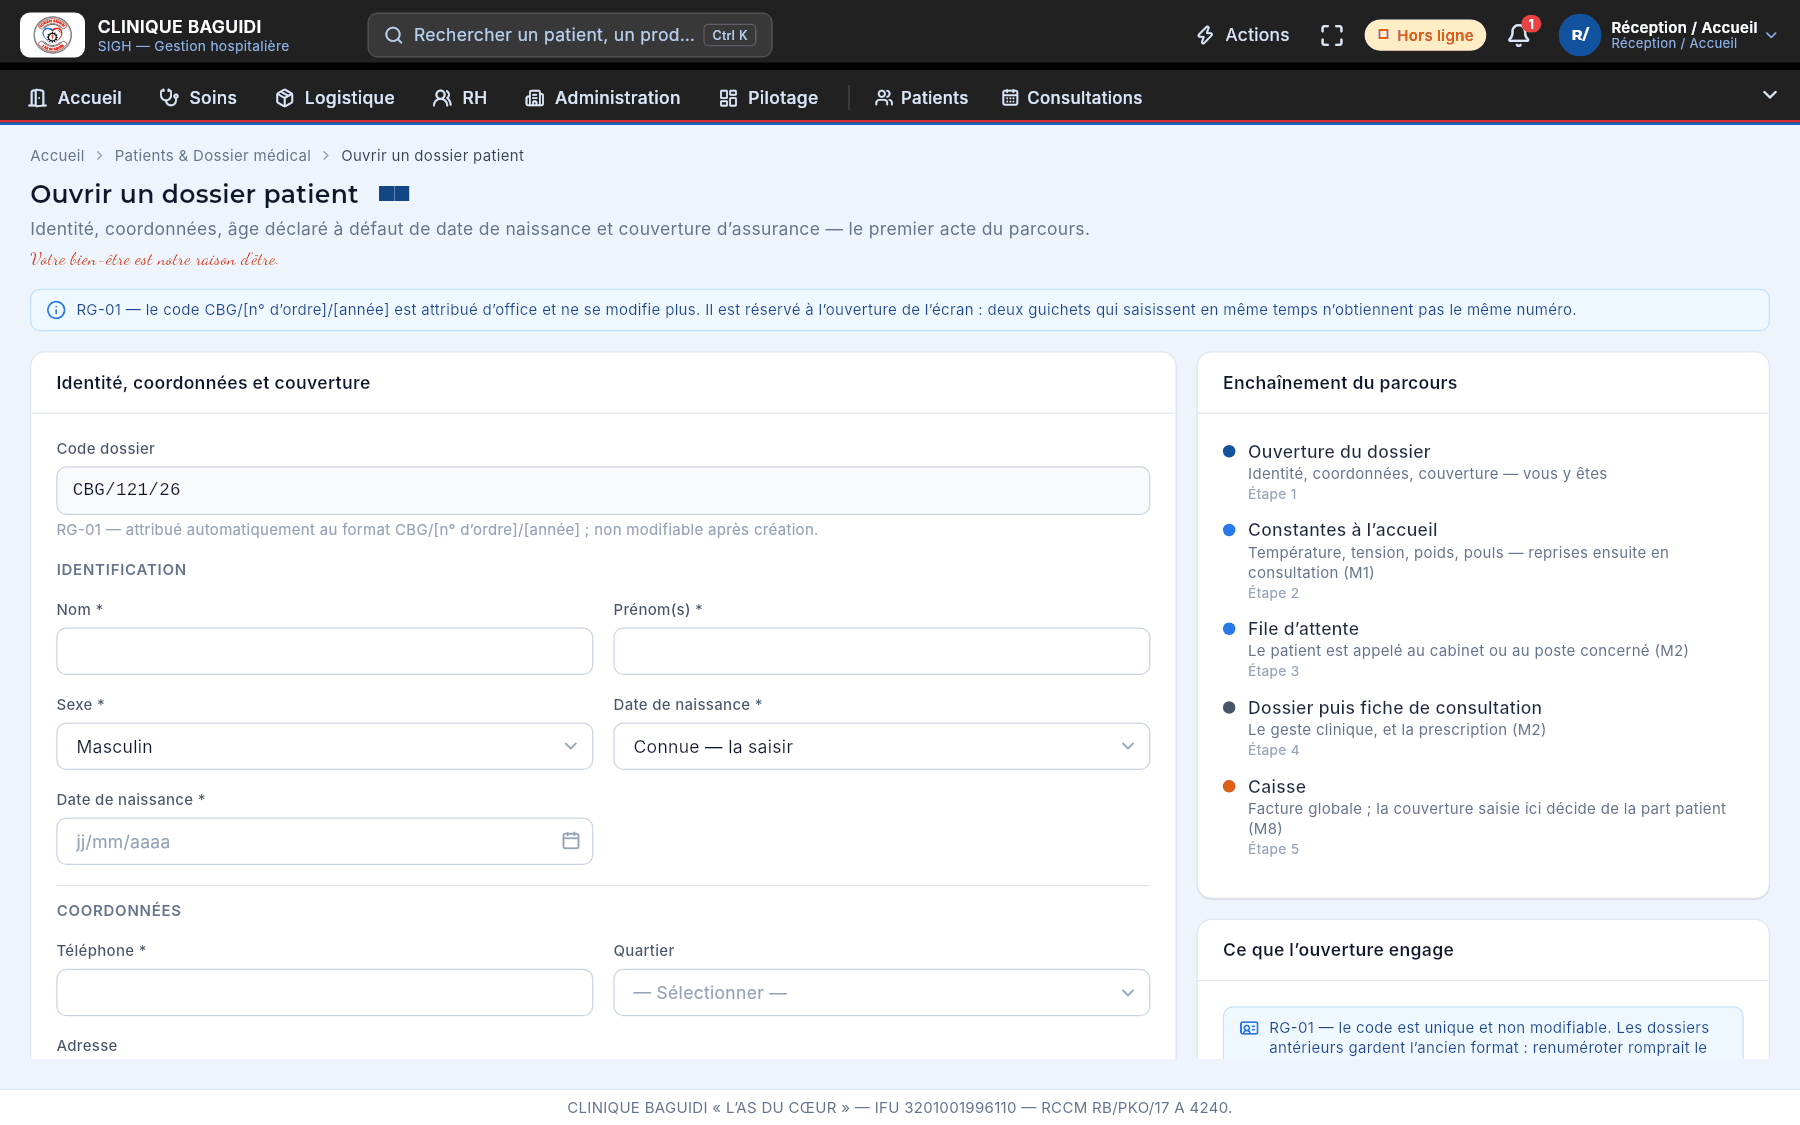 CLINIQUE BAGUIDI
SIGH — Gestion hospitalière
Rechercher un patient, un prod...
Ctrl K
Actions
Hors ligne
1
R/
Réception / Accueil
Réception / Accueil
Accueil
Soins
Logistique
RH
Administration
Pilotage
Patients
Consultations
Accueil > Patients & Dossier médical > Ouvrir un dossier patient
Ouvrir un dossier patient
Identité, coordonnées, âge déclaré à défaut de date de naissance et couverture d’assurance — le premier acte du parcours.
Votre bien-être est notre raison d'être.
RG-01 — le code CBG/[n° d’ordre]/[année] est attribué d’office et ne se modifie plus. Il est réservé à l’ouverture de l’écran : deux guichets qui saisissent en même temps n’obtiennent pas le même numéro.
Identité, coordonnées et couverture
Code dossier
CBG/121/26
RG-01 — attribué automatiquement au format CBG/[n° d’ordre]/[année] ; non modifiable après création.
IDENTIFICATION
Nom *
Prénom(s) *
Sexe *
Date de naissance *
Masculin
Connue — la saisir
Date de naissance *
jj/mm/aaaa
COORDONNÉES
Téléphone *
Quartier
— Sélectionner —
Adresse
Enchaînement du parcours
Ouverture du dossier
Identité, coordonnées, couverture — vous y êtes
Étape 1
Constantes à l’accueil
Température, tension, poids, pouls — reprises ensuite en
consultation (M1)
Étape 2
File d’attente
Le patient est appelé au cabinet ou au poste concerné (M2)
Étape 3
Dossier puis fiche de consultation
Le geste clinique, et la prescription (M2)
Étape 4
Caisse
Facture globale ; la couverture saisie ici décide de la part patient
(M8)
Étape 5
Ce que l’ouverture engage
RG-01 — le code est unique et non modifiable. Les dossiers
antérieurs gardent l’ancien format : renuméroter romprait le
CLINIQUE BAGUIDI « L’AS DU CŒUR » — IFU 3201001996110 — RCCM RB/PKO/17 A 4240.